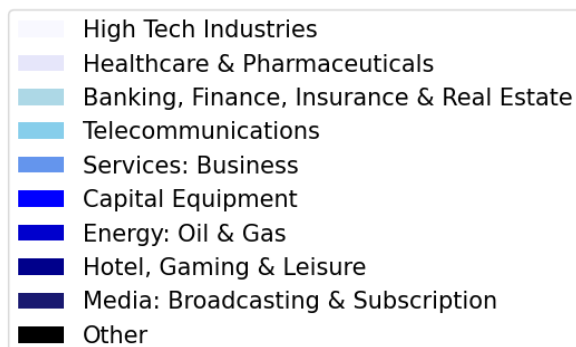 High Tech Industries
Healthcare & Pharmaceuticals
Banking, Finance, Insurance & Real Estate
Telecommunications
Services: Business
Capital Equipment
Energy: Oil & Gas
Hotel, Gaming & Leisure
Media: Broadcasting & Subscription
Other